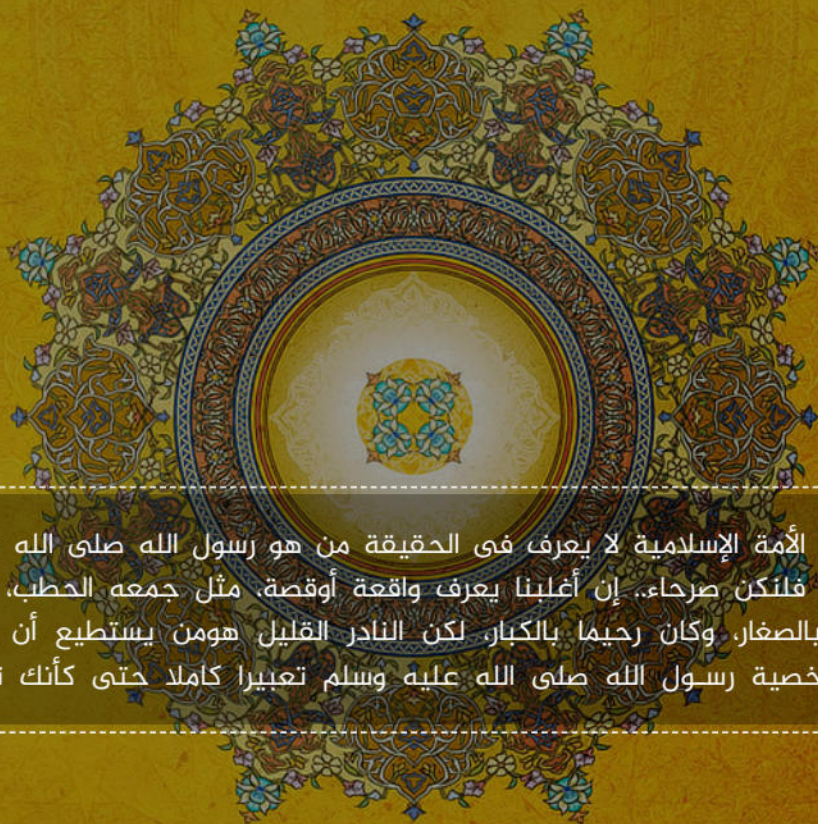 الأمة الإسلامية لا يعرف فى الحقيقة من هو رسول الله صلى الله
فلنكن صرحاء.. إن أغلبنا يعرف واقعة أوقصة، مثل جمعه الحطب،
بالصغار، وكان رحيما بالكبار، لكن النادر القليل هومن يستطيع أن
خصية رسـول الله صلى الله عليه وسلم تعبيرا كاملا حتى كأنك